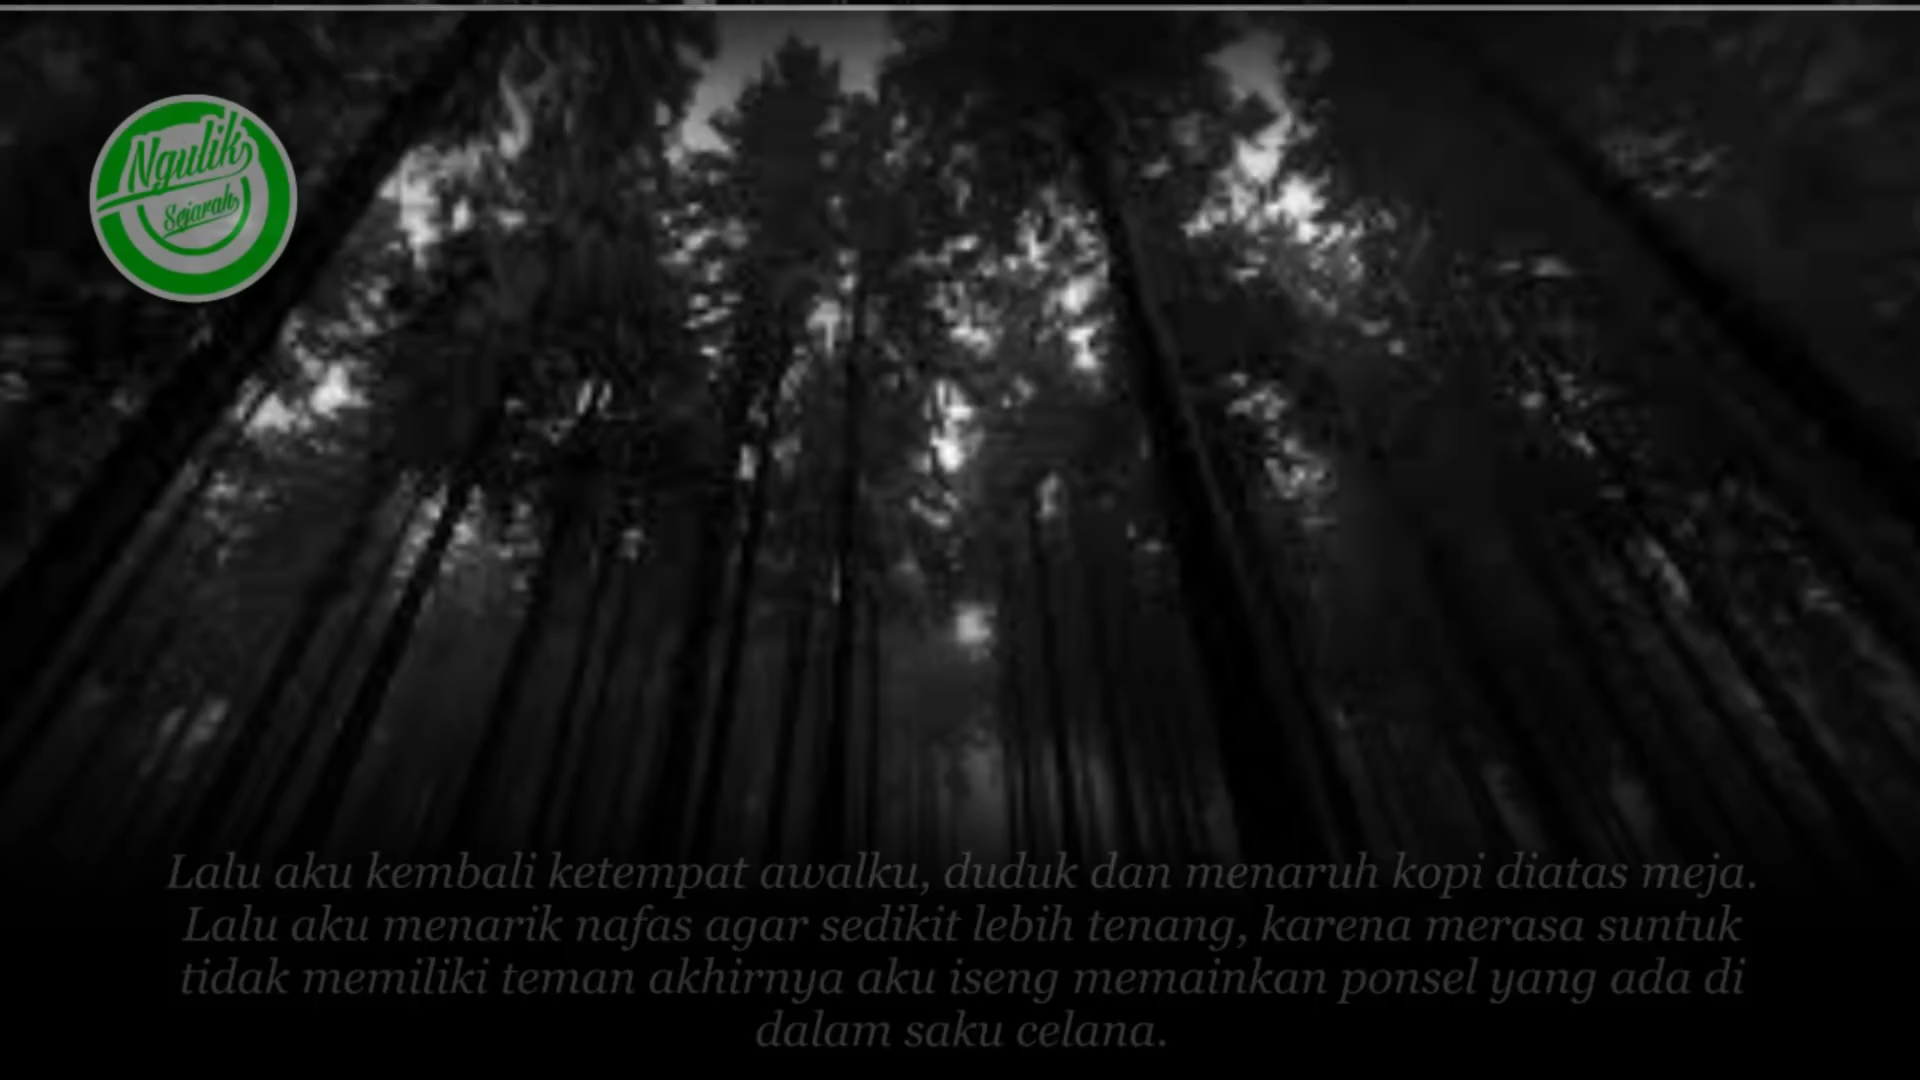 Ngulik
Sejarah
Lalu aku kembali ketempat awalku, duduk dan menaruh kopi diatas meja.
Lalu aku menarik nafas agar sedikit lebih tenang, karena merasa suntuk
tidak memiliki teman akhirnya aku iseng memainkan ponsel yang ada di
dalam saku celana.